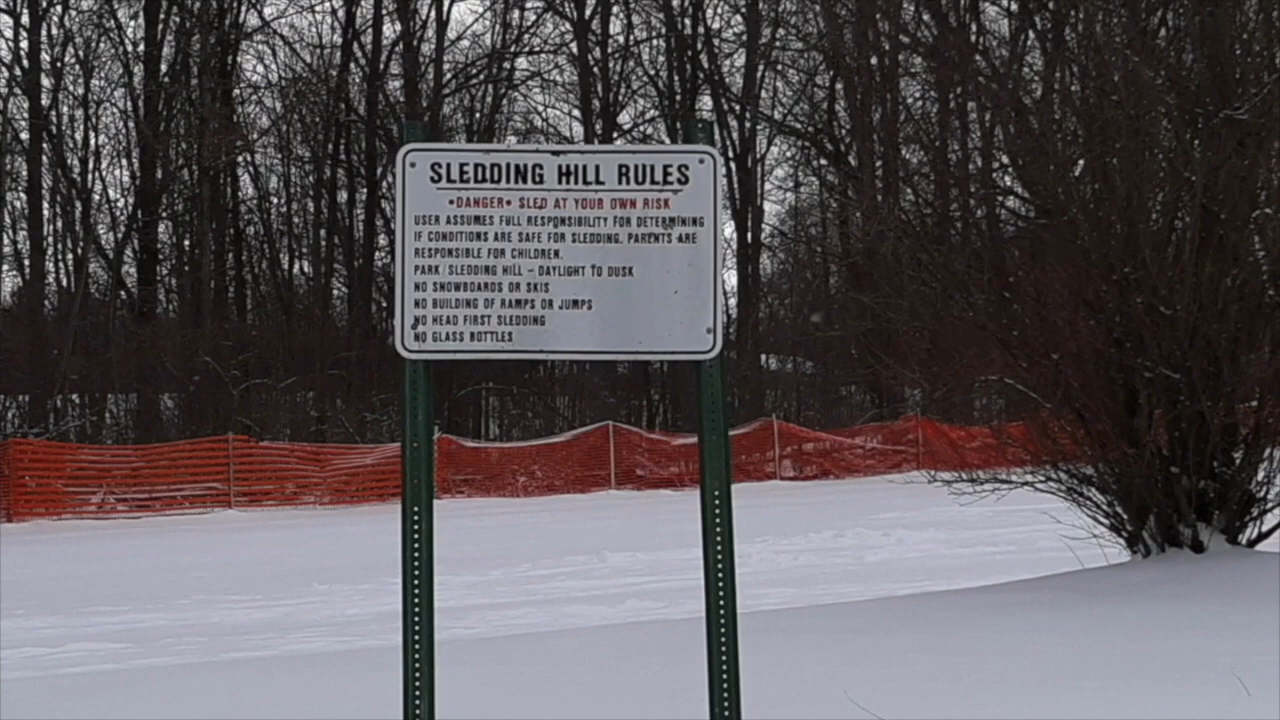 SLEDDING HILL RULES
•DANGER• SLED AT YOUR OWN RISK
USER ASSUMES FULL RESPONSIBILITY FOR DETERMINING
IF CONDITIONS ARE SAFE FOR SLEDDING. PARENTS ARE
RESPONSIBLE FOR CHILDREN.
PARK/SLEDDING HILL - DAYLIGHT TO DUSK
NO SNOWBOARDS OR SKIS
NO BUILDING OF RAMPS OR JUMPS
NO HEAD FIRST SLEDDING
NO GLASS BOTTLES